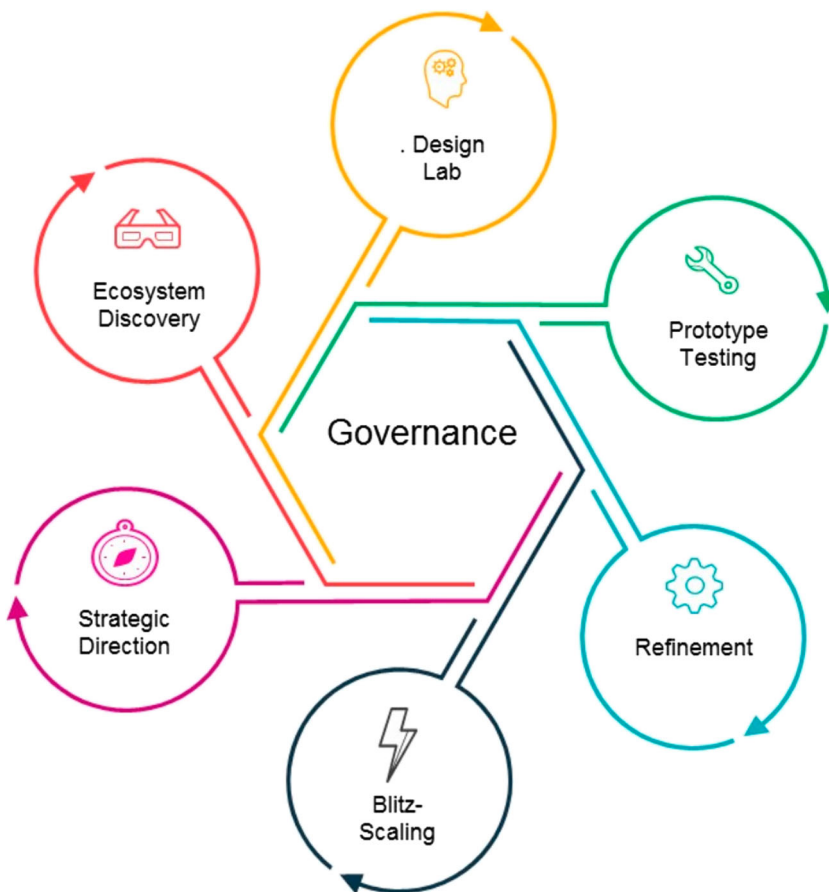 . Design
Lab
Ecosystem
Discovery
Prototype
Testing
Governance
Strategic
Direction
Refinement
Blitz-
Scaling